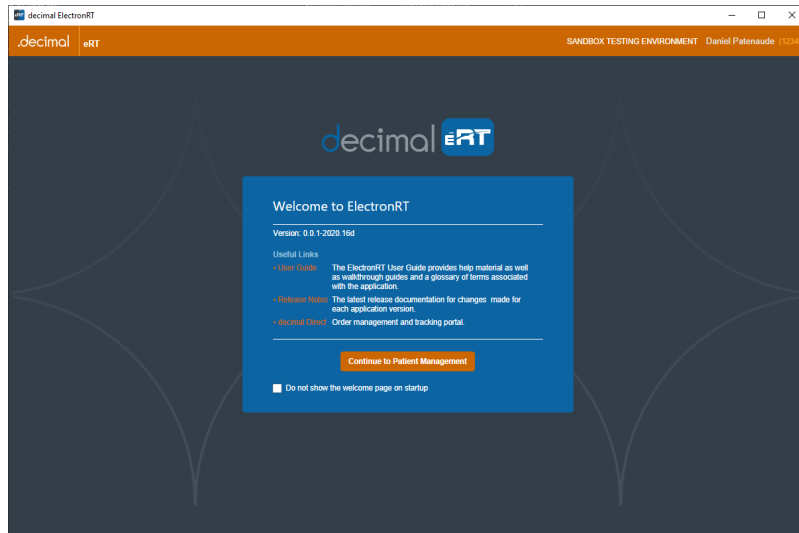 decimal ElectronRT
.decimal eRT SANDBOX TESTING ENVIRONMENT Daniel Patenaude (1234
decimal eRT
Welcome to ElectronRT
Version: 0.0.1-2020.16d
Useful Links
User Guide The ElectronRT User Guide provides help material as well
as walkthrough guides and a glossary of terms associated
with the application.
Release Notes The latest release documentation for changes made for
each application version.
decimal Direct Order management and tracking portal.
Continue to Patient Management
Do not show the welcome page on startup